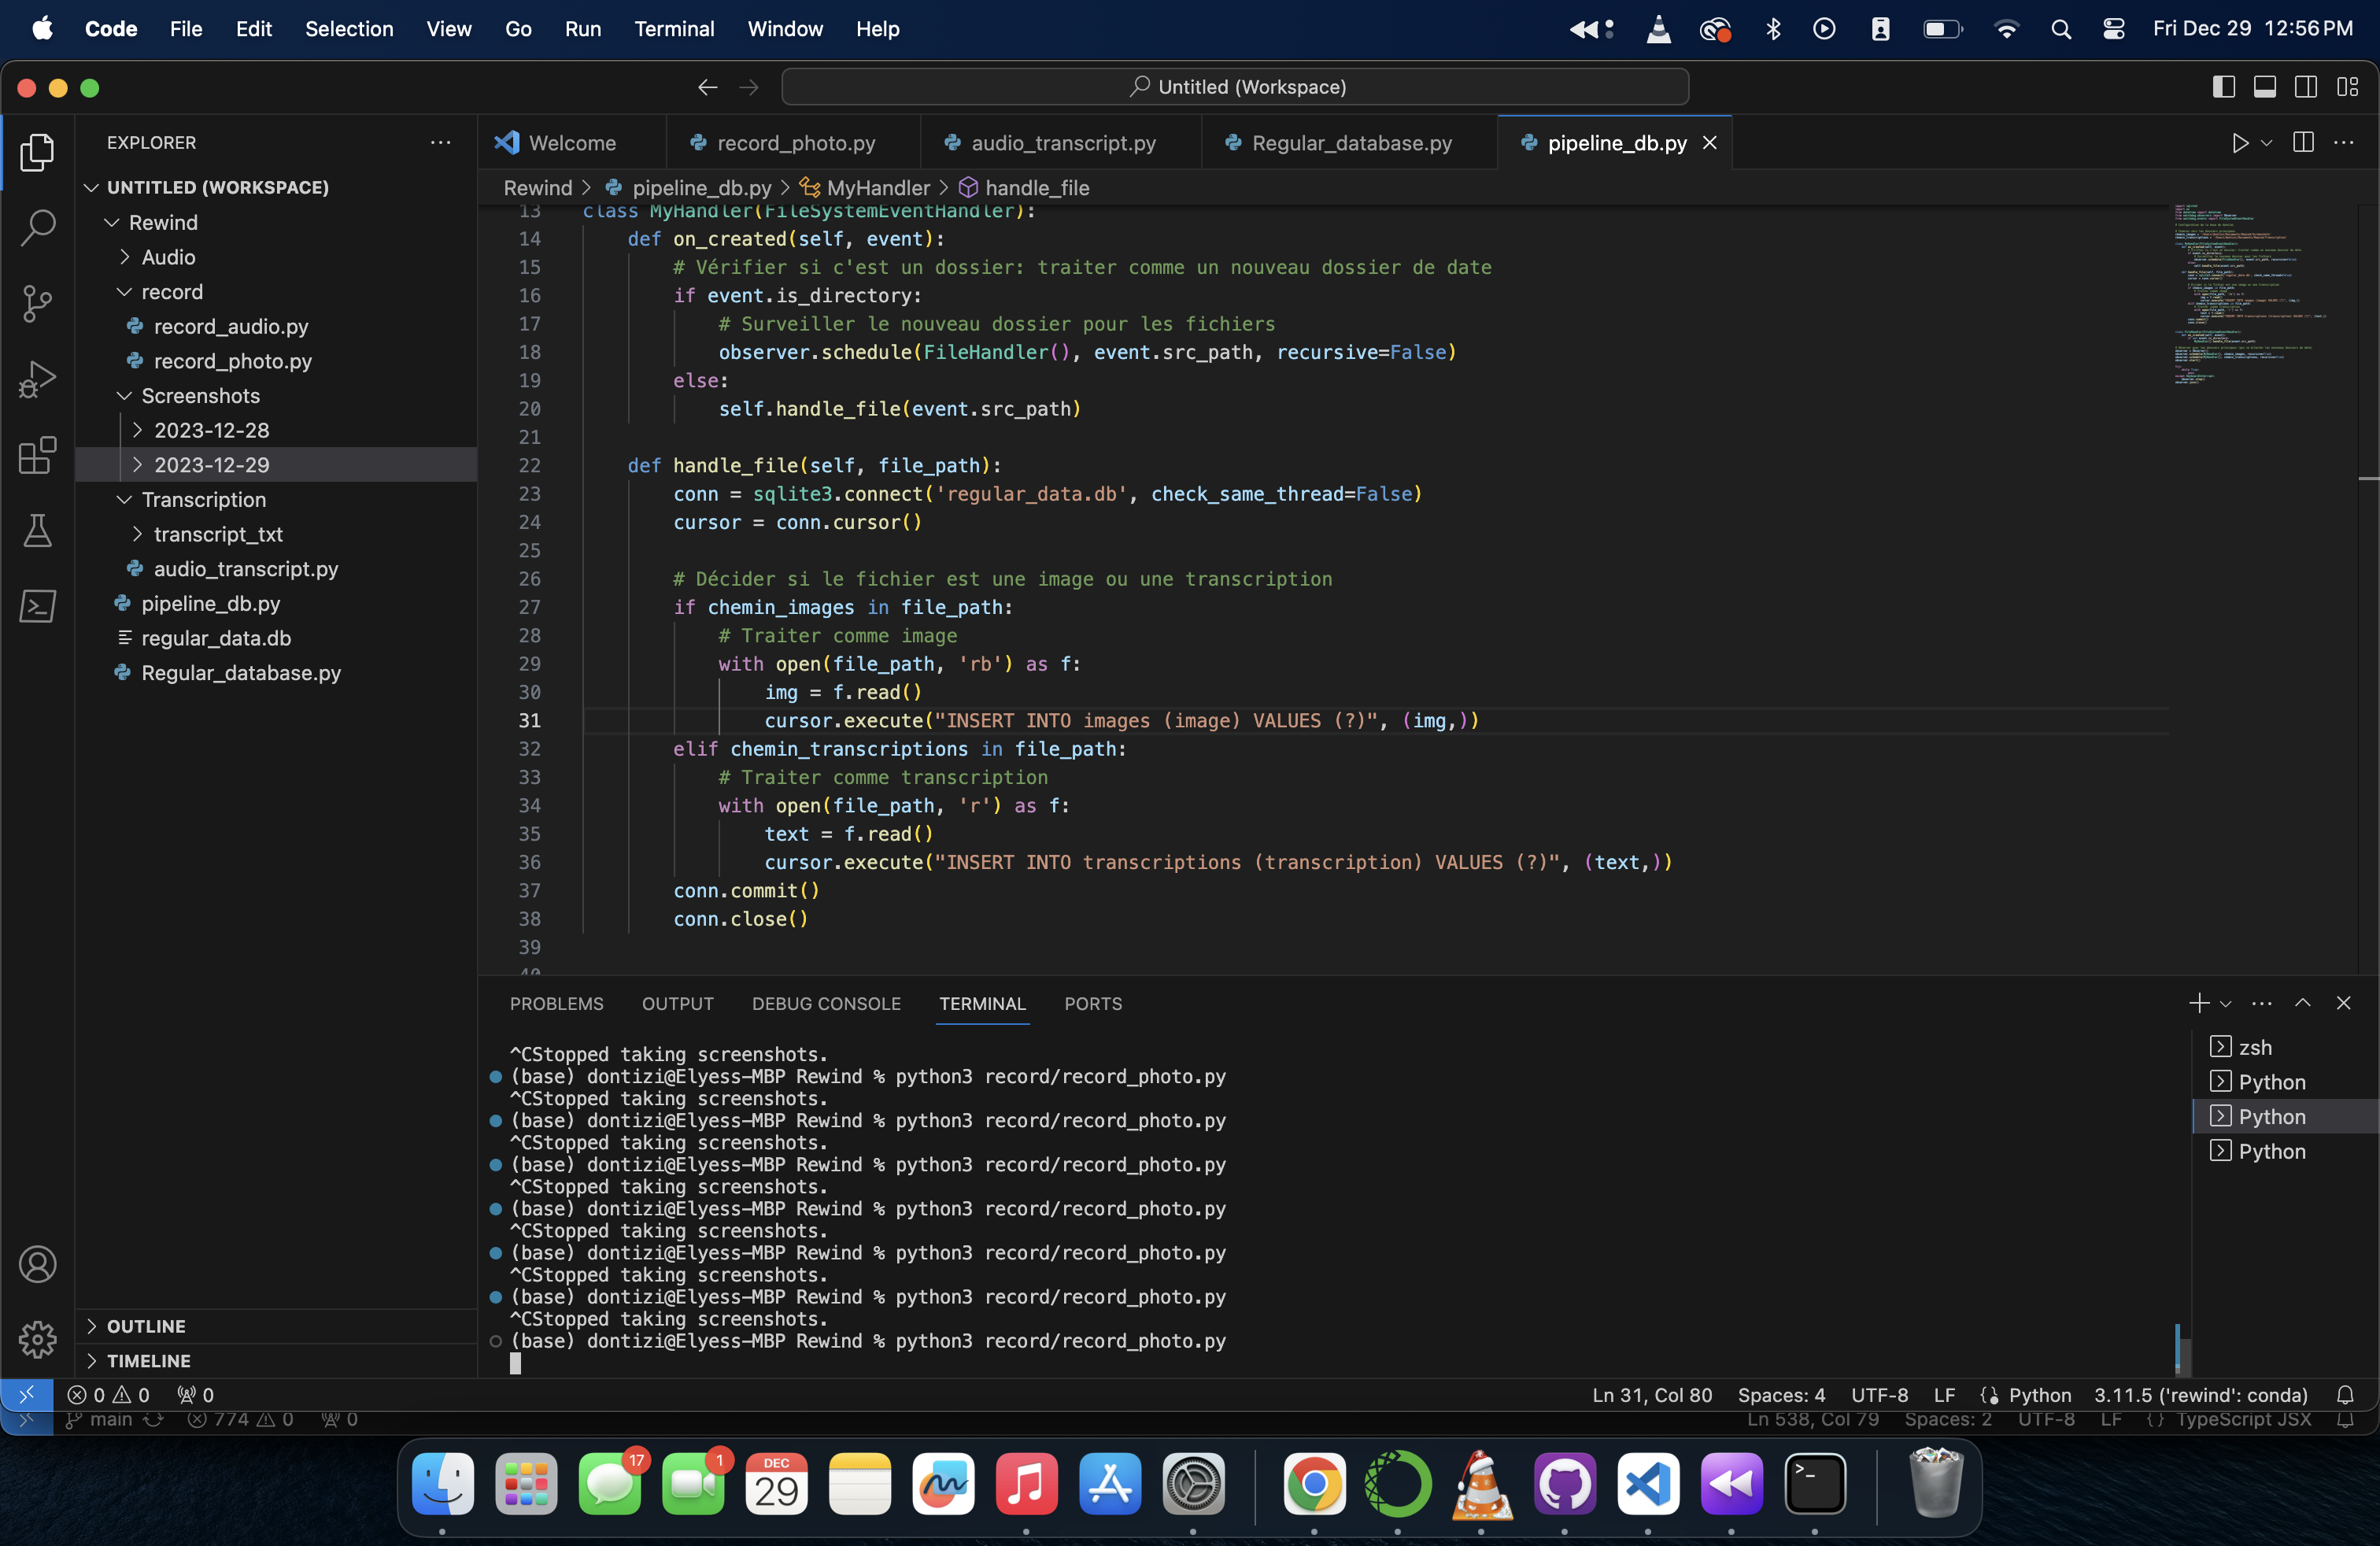 Code File Edit Selection View Go Run Terminal Window Help Fri Dec 29 12:56 PM
Untitled (Workspace)
EXPLORER
UNTITLED (WORKSPACE)
Rewind
Audio
record
record_audio.py
record_photo.py
Screenshots
2023-12-28
2023-12-29
Transcription
transcript_txt
audio_transcript.py
pipeline_db.py
regular_data.db
Regular_database.py
OUTLINE
TIMELINE
Welcome record_photo.py audio_transcript.py Regular_database.py pipeline_db.py
Rewind > pipeline_db.py > MyHandler > handle_file
13 class MyHandler(FileSystemEventHandler):
14 def on_created(self, event):
15 # Vérifier si c'est un dossier: traiter comme un nouveau dossier de date
16 if event.is_directory:
17 # Surveiller le nouveau dossier pour les fichiers
18 observer.schedule(FileHandler(), event.src_path, recursive=False)
19 else:
20 self.handle_file(event.src_path)
21
22 def handle_file(self, file_path):
23 conn = sqlite3.connect('regular_data.db', check_same_thread=False)
24 cursor = conn.cursor()
25
26 # Décider si le fichier est une image ou une transcription
27 if chemin_images in file_path:
28 # Traiter comme image
29 with open(file_path, 'rb') as f:
30 img = f.read()
31 cursor.execute("INSERT INTO images (image) VALUES (?)", (img,))
32 elif chemin_transcriptions in file_path:
33 # Traiter comme transcription
34 with open(file_path, 'r') as f:
35 text = f.read()
36 cursor.execute("INSERT INTO transcriptions (transcription) VALUES (?)", (text,))
37 conn.commit()
38 conn.close()
39
40
PROBLEMS OUTPUT DEBUG CONSOLE TERMINAL PORTS
^CStopped taking screenshots.
(base) dontizi@Elyess-MBP Rewind % python3 record/record_photo.py
^CStopped taking screenshots.
(base) dontizi@Elyess-MBP Rewind % python3 record/record_photo.py
^CStopped taking screenshots.
(base) dontizi@Elyess-MBP Rewind % python3 record/record_photo.py
^CStopped taking screenshots.
(base) dontizi@Elyess-MBP Rewind % python3 record/record_photo.py
^CStopped taking screenshots.
(base) dontizi@Elyess-MBP Rewind % python3 record/record_photo.py
^CStopped taking screenshots.
(base) dontizi@Elyess-MBP Rewind % python3 record/record_photo.py
^CStopped taking screenshots.
(base) dontizi@Elyess-MBP Rewind % python3 record/record_photo.py
zsh
Python
Python
Python
0 0 0 Ln 31, Col 80 Spaces: 4 UTF-8 LF Python 3.11.5 ('rewind': conda)
main 774 0 0 Ln 538, Col 79 Spaces: 2 UTF-8 LF {} TypeScript JSX
17 1 DEC 29